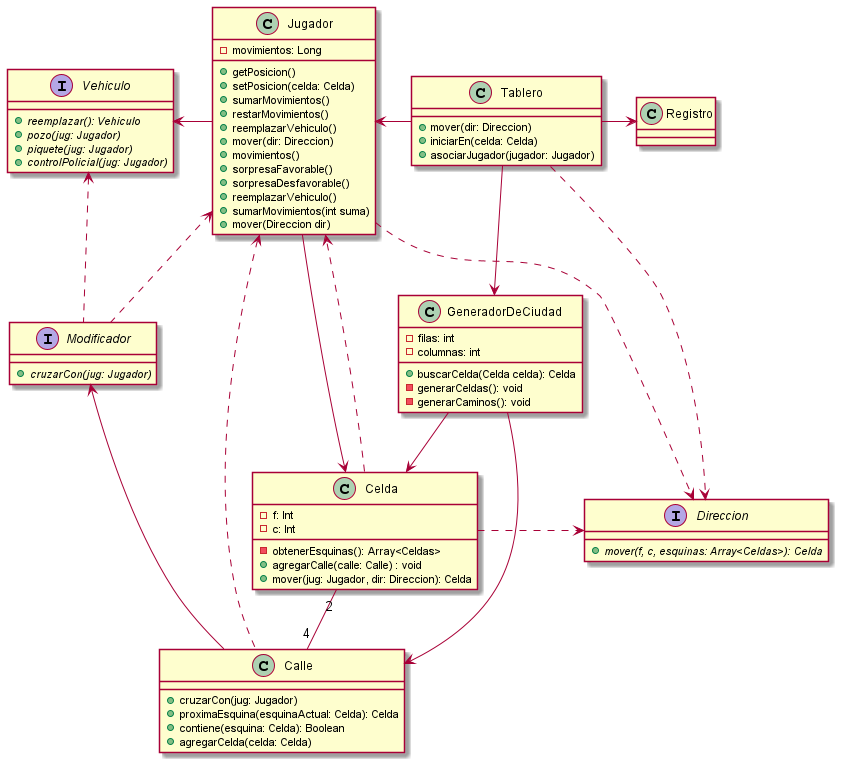 C Jugador
movimientos: Long
getPosicion()
setPosicion(celda: Celda)
sumarMovimientos()
restarMovimientos()
reemplazarVehiculo()
mover(dir: Direccion)
movimientos()
sorpresaFavorable()
sorpresaDesfavorable()
reemplazarVehiculo()
sumarMovimientos(int suma)
mover(Direccion dir)
I Vehiculo
reemplazar(): Vehiculo
pozo(jug: Jugador)
piquete(jug: Jugador)
controlPolicial(jug: Jugador)
C Tablero
mover(dir: Direccion)
iniciarEn(celda: Celda)
asociarJugador(jugador: Jugador)
C Registro
I Modificador
cruzarCon(jug: Jugador)
C GeneradorDeCiudad
filas: int
columnas: int
buscarCelda(Celda celda): Celda
generarCeldas(): void
generarCaminos(): void
C Celda
f: Int
c: Int
obtenerEsquinas(): Array<Celdas>
agregarCalle(calle: Calle) : void
mover(jug: Jugador, dir: Direccion): Celda
I Direccion
mover(f, c, esquinas: Array<Celdas>): Celda
2
4
C Calle
cruzarCon(jug: Jugador)
proximaEsquina(esquinaActual: Celda): Celda
contiene(esquina: Celda): Boolean
agregarCelda(celda: Celda)